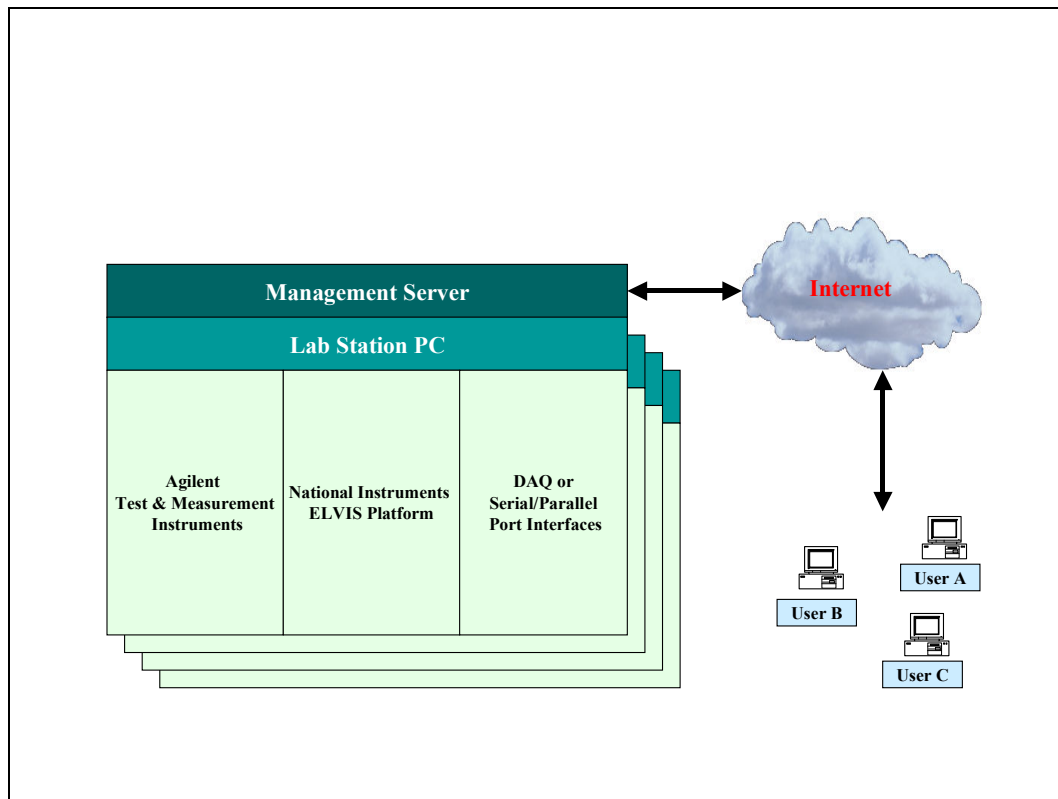 Management Server
Internet
Lab Station PC
Agilent
Test & Measurement
Instruments
National Instruments
ELVIS Platform
DAQ or
Serial/Parallel
Port Interfaces
User A
User B
User C